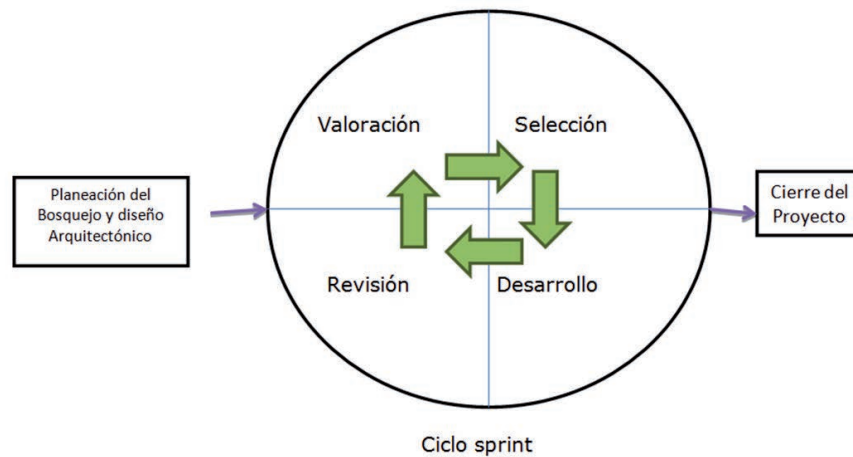 Valoración
Selección
Planeación del
Bosquejo y diseño
Arquitectónico
Cierre del
Proyecto
Revisión
Desarrollo
Ciclo sprint